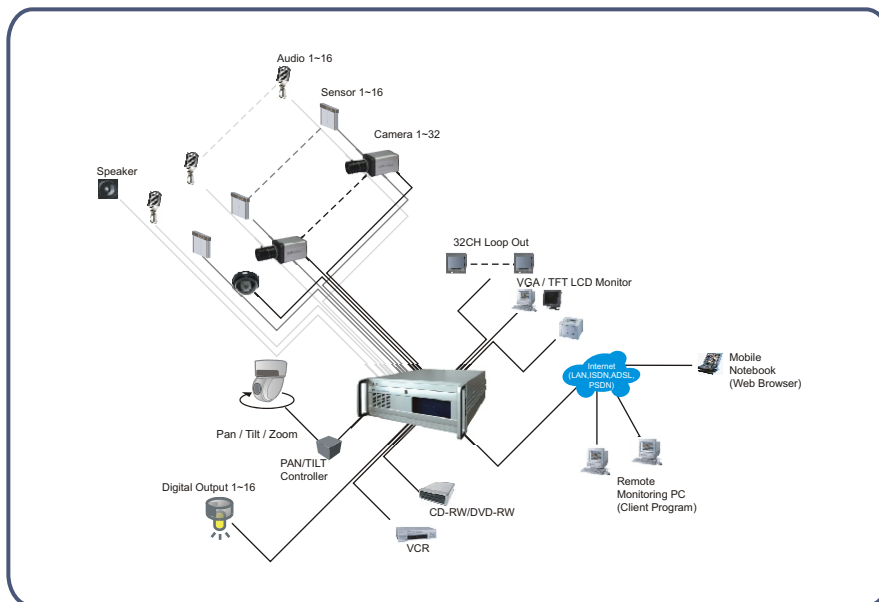 Audio 1~16
Sensor 1~16
Camera 1~32
Speaker
32CH Loop Out
VGA / TFT LCD Monitor
Internet
(LAN,ISDN,ADSL,
PSDN)
Mobile
Notebook
(Web Browser)
Pan / Tilt / Zoom
PAN/TILT
Controller
Remote
Monitoring PC
(Client Program)
Digital Output 1~16
CD-RW/DVD-RW
VCR